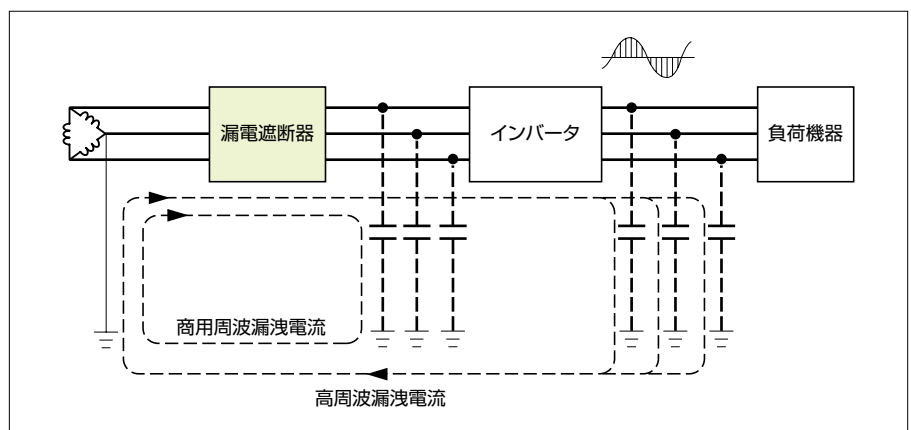 漏電遮断器
インバータ
負荷機器
商用周波漏洩電流
高周波漏洩電流